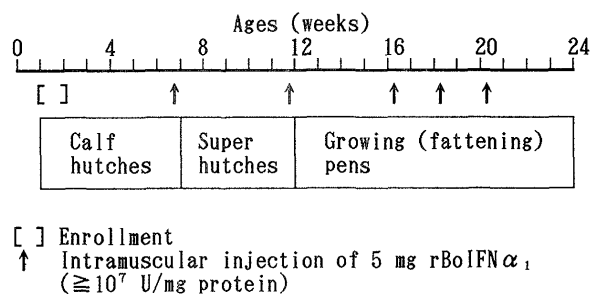 Ages (weeks)
0 4 8 12 16 20 24
[ ] ↑ ↑ ↑ ↑ ↑
Calf Super Growing (fattening)
hutches hutches pens
[ ] Enrollment
↑ Intramuscular injection of 5 mg rBoIFNα₁
(≧10⁷ U/mg protein)